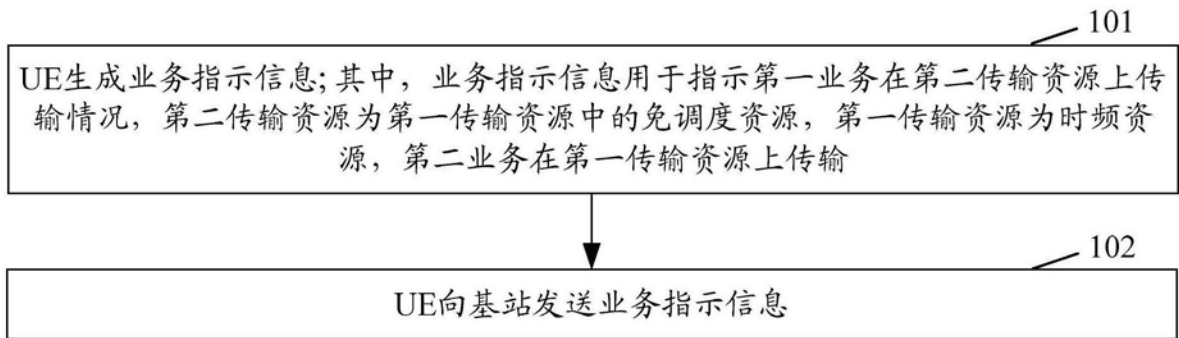 101
UE生成业务指示信息;其中，业务指示信息用于指示第一业务在第二传输资源上传
输情况，第二传输资源为第一传输资源中的免调度资源，第一传输资源为时频资
源，第二业务在第一传输资源上传输
102
UE向基站发送业务指示信息